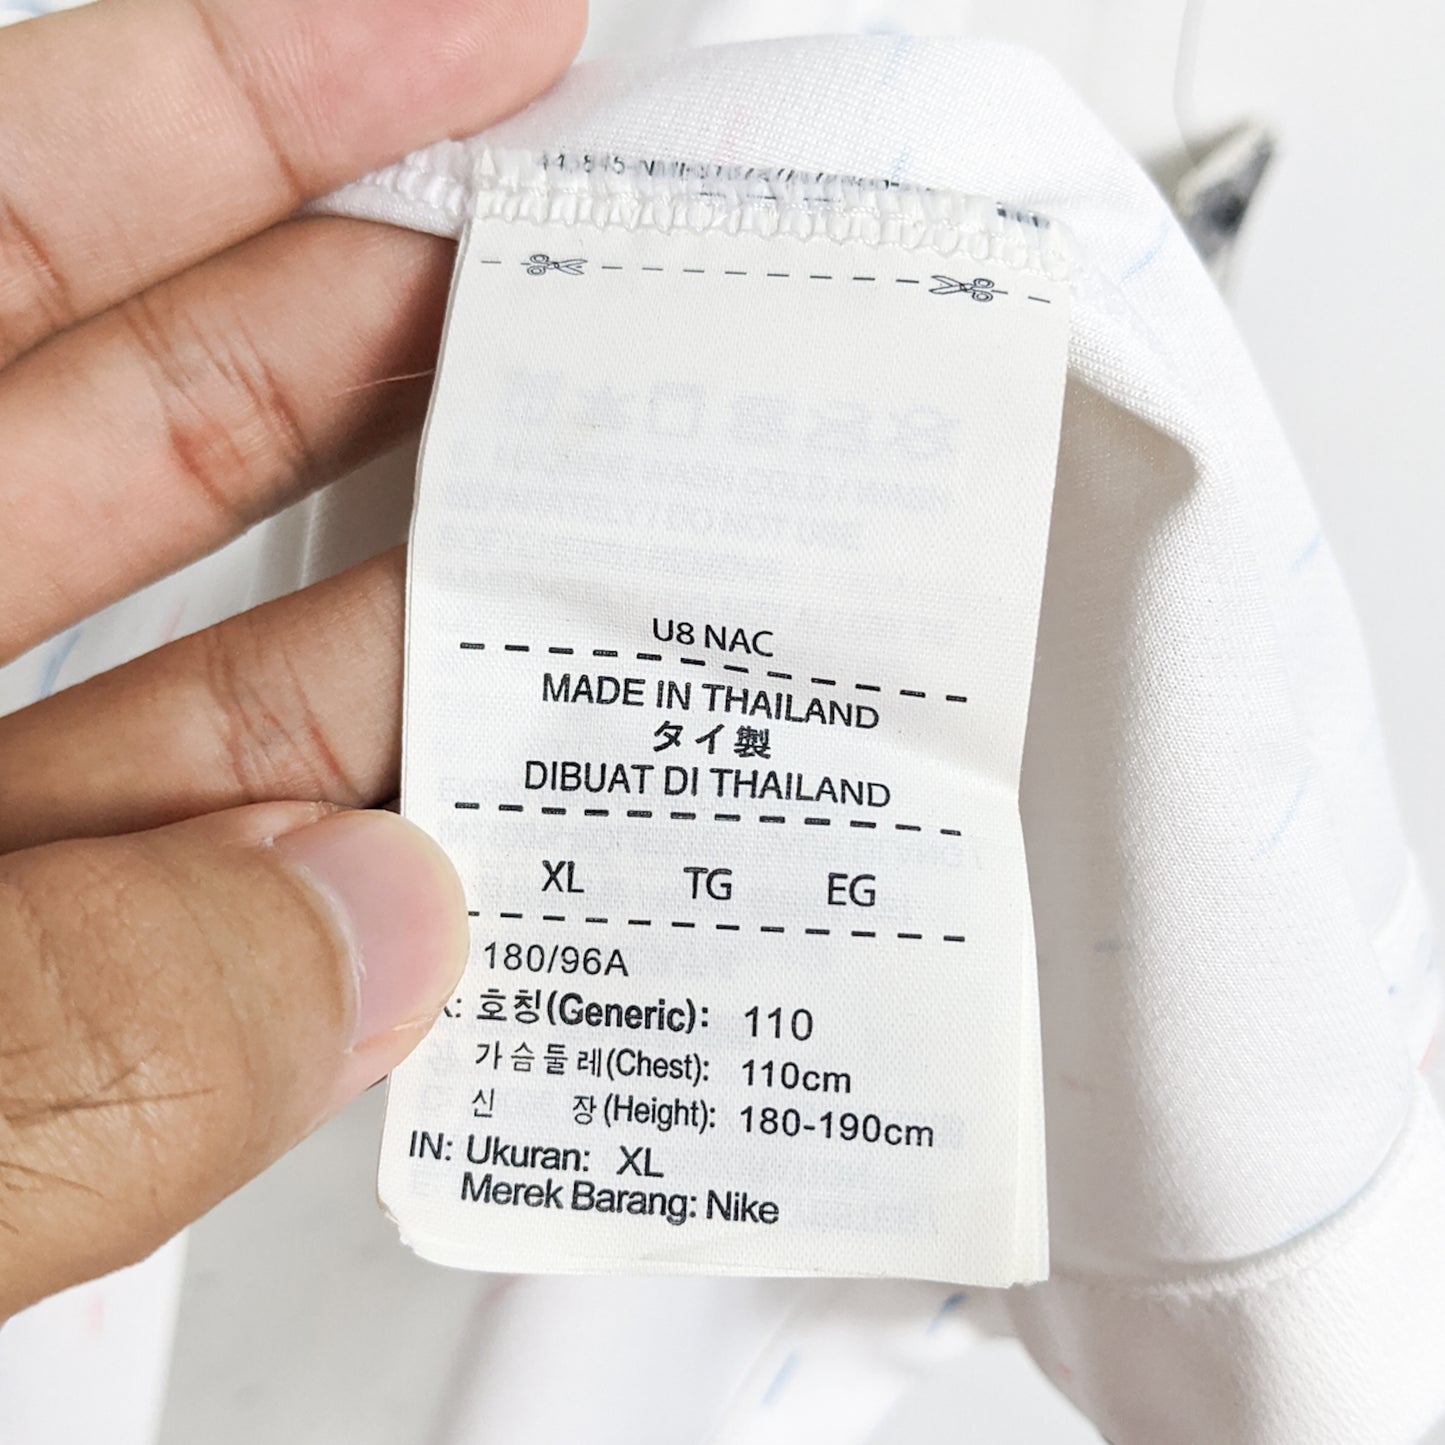 U8 NAC
MADE IN THAILAND
タイ製
DIBUAT DI THAILAND
XL TG EG
180/96A
호칭(Generic): 110
가슴둘레(Chest): 110cm
신 장(Height): 180-190cm
IN: Ukuran: XL
Merek Barang: Nike